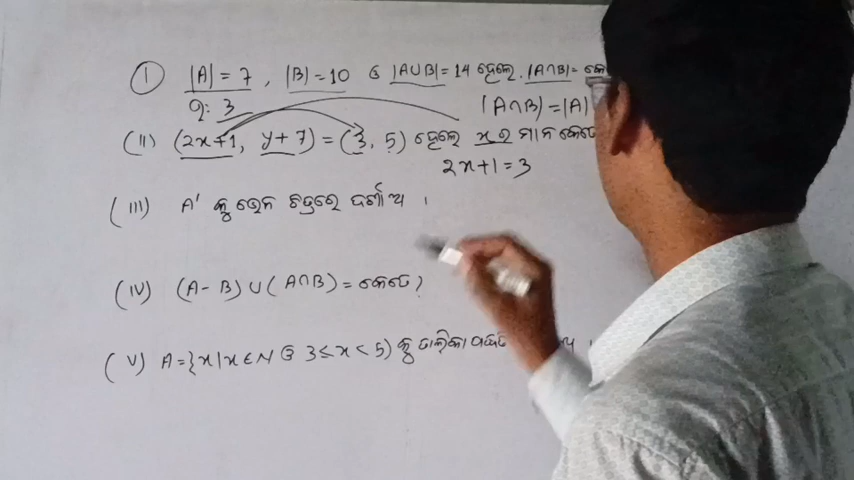 (I) |A| = 7, |B| = 10 ଓ |A∪B| = 14 ହେଲେ, |A∩B| =
ଉ: 3 |A∩B| = |A|
(II) (2x+1, y+7) = (3, 5) ହେଲେ x ର ମାନ କେତେ
2x+1 = 3
(III) A' କୁ ଭେନ ଚିତ୍ରରେ ଦର୍ଶାଅ ।
(IV) (A - B) ∪ (A∩B) = କେତେ?
(V) A = {x | x ∈ N ଓ 3 ≤ x < 5) କୁ ତାଲିକା